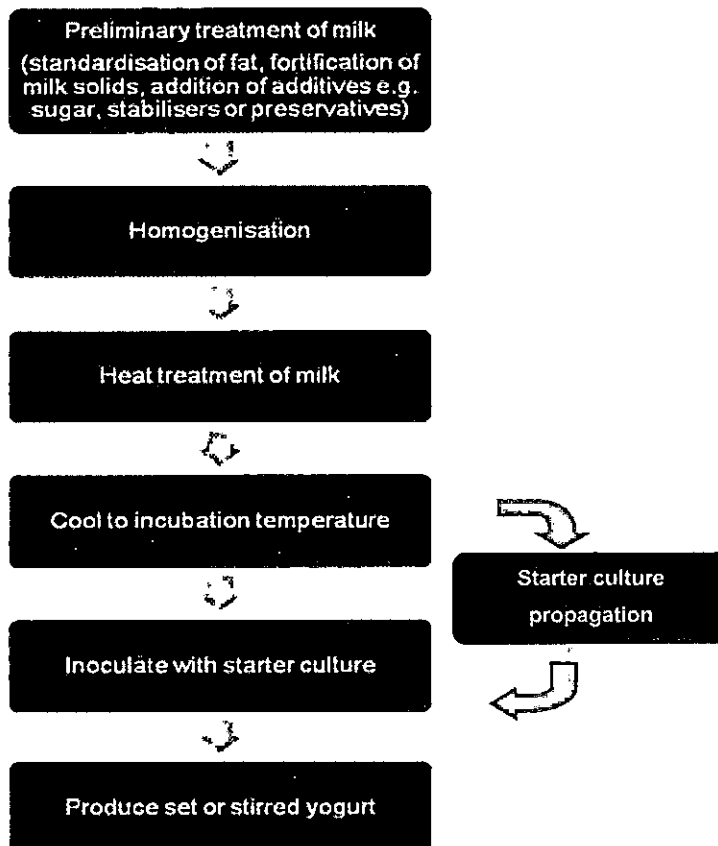 Preliminary treatment of milk
(standardisation of fat, fortification of
milk solids, addition of additives e.g.
sugar, stabilisers or preservatives)
Homogenisation
Heat treatment of milk
Cool to incubation temperature
Starter culture
propagation
Inoculate with starter culture
Produce set or stirred yogurt